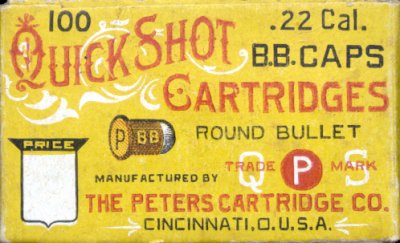 100 .22 Cal.
QUICK SHOT B.B. CAPS
CARTRIDGES
P BB ROUND BULLET
PRICE
MANUFACTURED BY TRADE MARK
Q P S
THE PETERS CARTRIDGE CO.
CINCINNATI, O. U. S. A.